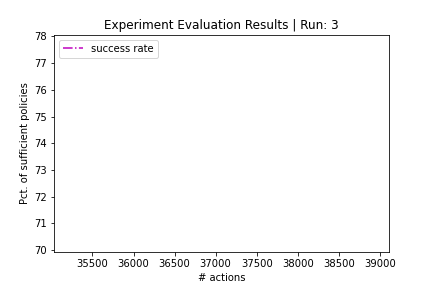 Experiment Evaluation Results | Run: 3
success rate
Pct. of sufficient policies
78
77
76
75
74
73
72
71
70
35500 36000 36500 37000 37500 38000 38500 39000
# actions